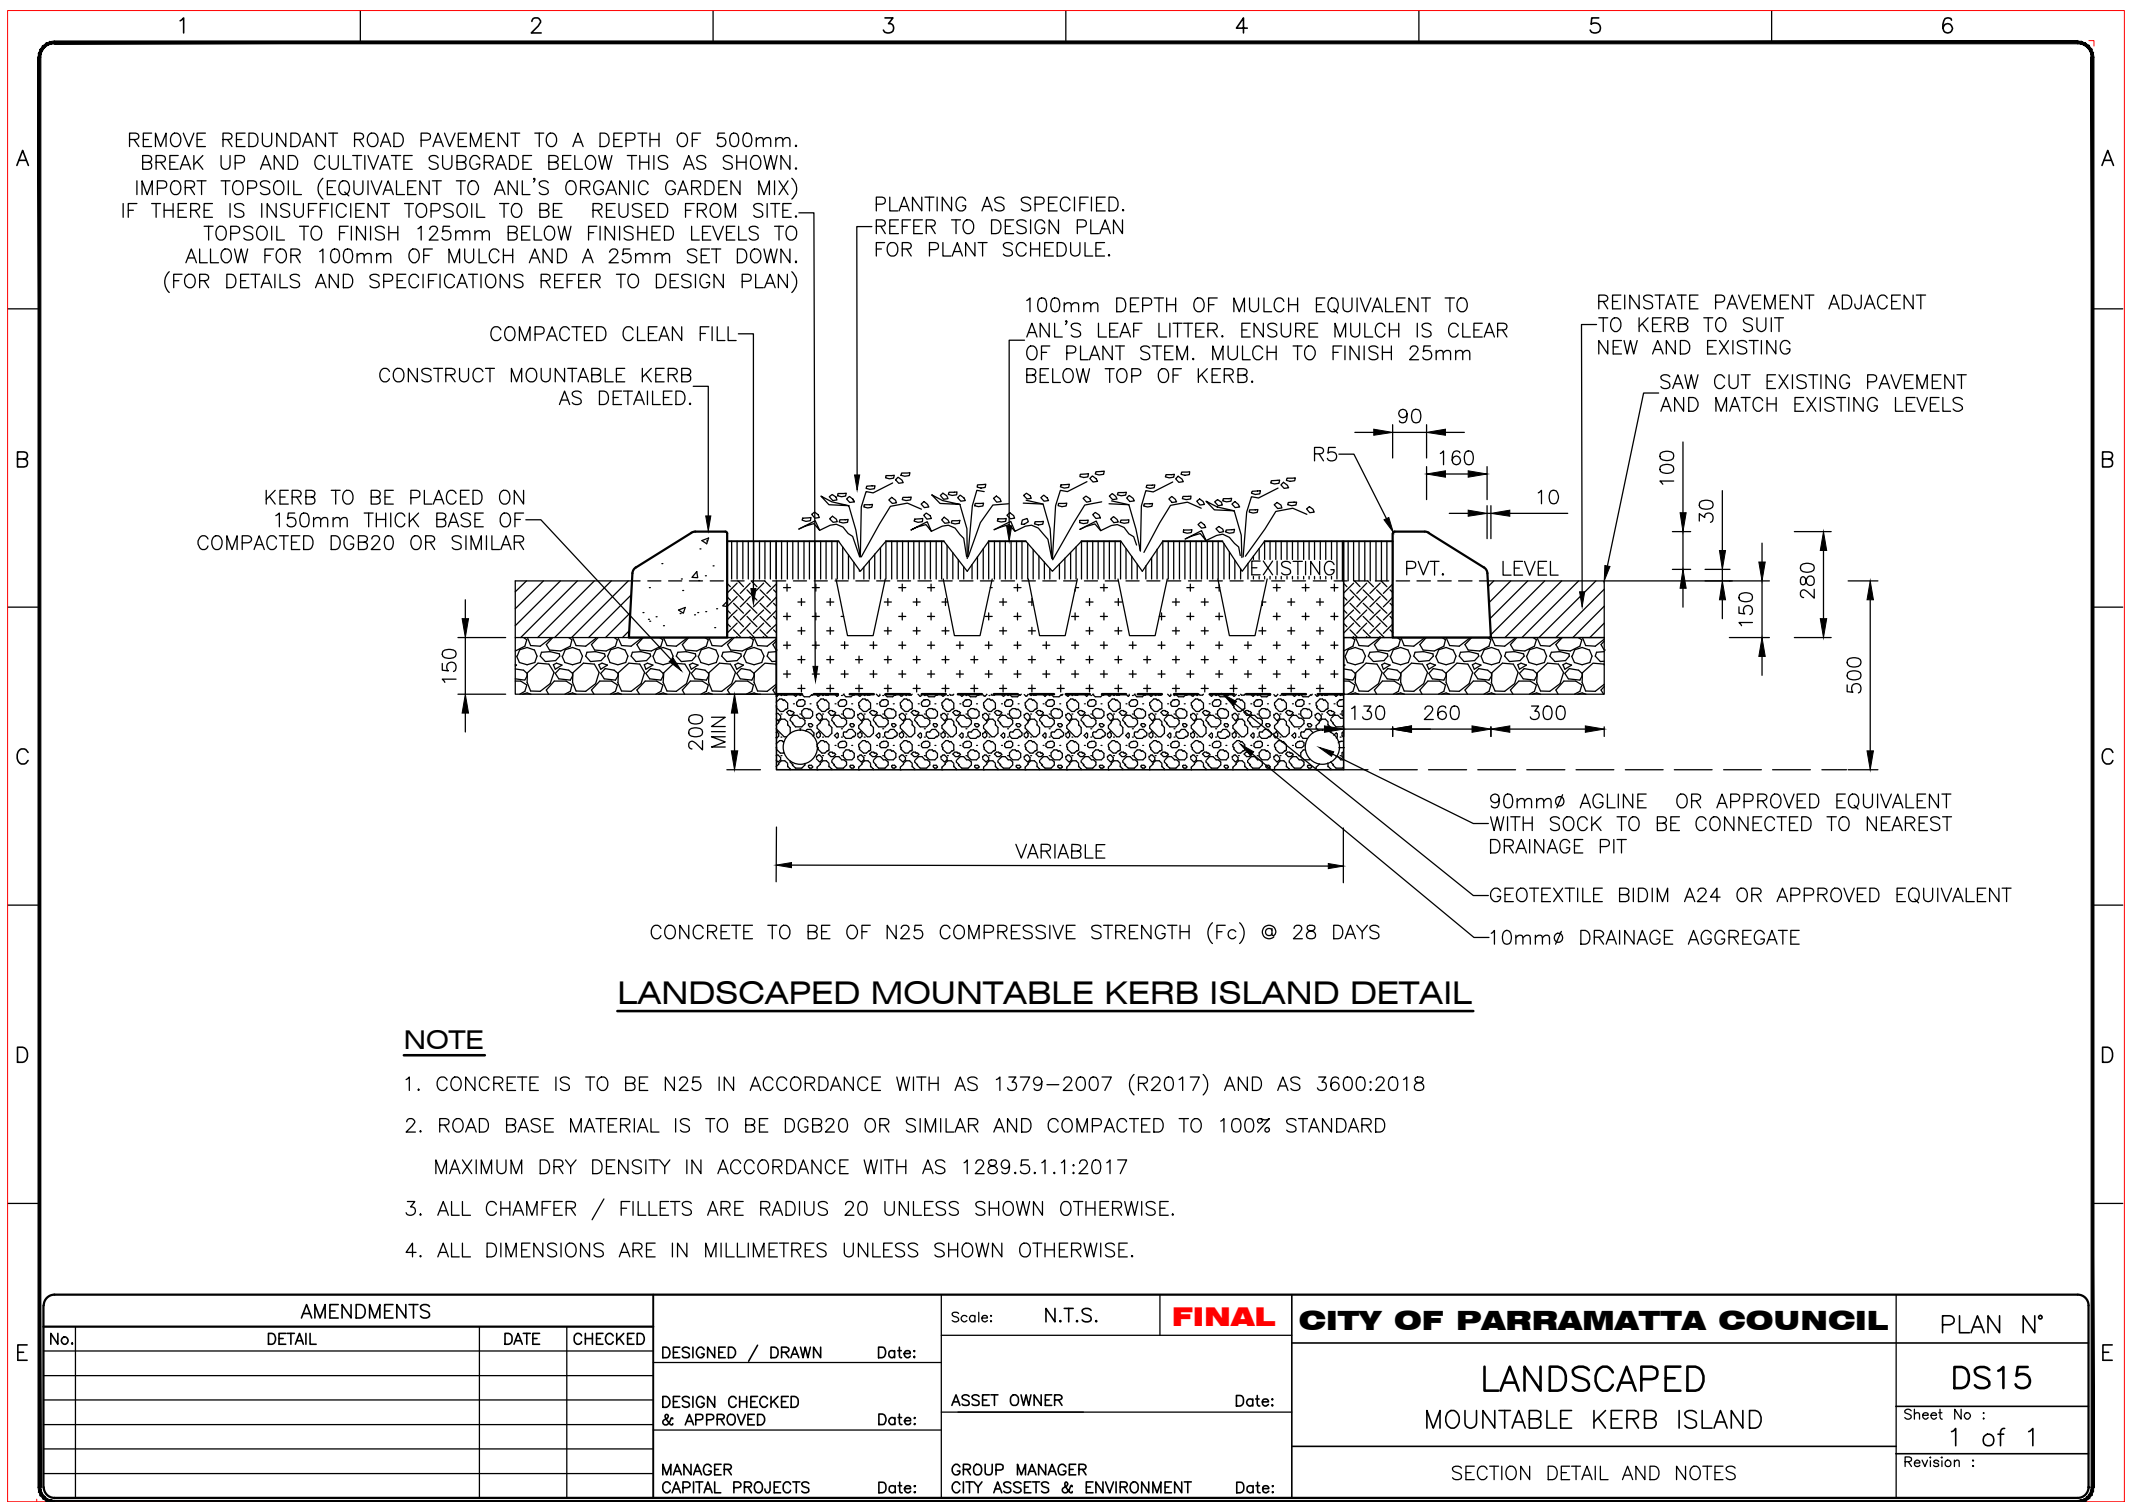 1 2 3 4 5 6
A
B
C
D
E
A
B
C
D
E
REMOVE REDUNDANT ROAD PAVEMENT TO A DEPTH OF 500mm.
BREAK UP AND CULTIVATE SUBGRADE BELOW THIS AS SHOWN.
IMPORT TOPSOIL (EQUIVALENT TO ANL'S ORGANIC GARDEN MIX)
IF THERE IS INSUFFICIENT TOPSOIL TO BE REUSED FROM SITE.
TOPSOIL TO FINISH 125mm BELOW FINISHED LEVELS TO
ALLOW FOR 100mm OF MULCH AND A 25mm SET DOWN.
(FOR DETAILS AND SPECIFICATIONS REFER TO DESIGN PLAN)
PLANTING AS SPECIFIED.
REFER TO DESIGN PLAN
FOR PLANT SCHEDULE.
100mm DEPTH OF MULCH EQUIVALENT TO
ANL'S LEAF LITTER. ENSURE MULCH IS CLEAR
OF PLANT STEM. MULCH TO FINISH 25mm
BELOW TOP OF KERB.
REINSTATE PAVEMENT ADJACENT
TO KERB TO SUIT
NEW AND EXISTING
SAW CUT EXISTING PAVEMENT
AND MATCH EXISTING LEVELS
COMPACTED CLEAN FILL
CONSTRUCT MOUNTABLE KERB
AS DETAILED.
KERB TO BE PLACED ON
150mm THICK BASE OF
COMPACTED DGB20 OR SIMILAR
90
R5
160
10
100
30
280
150
500
EXISTING PVT. LEVEL
150
200
MIN
130 260 300
90mmø AGLINE OR APPROVED EQUIVALENT
WITH SOCK TO BE CONNECTED TO NEAREST
DRAINAGE PIT
VARIABLE
GEOTEXTILE BIDIM A24 OR APPROVED EQUIVALENT
10mmø DRAINAGE AGGREGATE
CONCRETE TO BE OF N25 COMPRESSIVE STRENGTH (Fc) @ 28 DAYS
LANDSCAPED MOUNTABLE KERB ISLAND DETAIL
NOTE
1. CONCRETE IS TO BE N25 IN ACCORDANCE WITH AS 1379-2007 (R2017) AND AS 3600:2018
2. ROAD BASE MATERIAL IS TO BE DGB20 OR SIMILAR AND COMPACTED TO 100% STANDARD
MAXIMUM DRY DENSITY IN ACCORDANCE WITH AS 1289.5.1.1:2017
3. ALL CHAMFER / FILLETS ARE RADIUS 20 UNLESS SHOWN OTHERWISE.
4. ALL DIMENSIONS ARE IN MILLIMETRES UNLESS SHOWN OTHERWISE.
AMENDMENTS
No. DETAIL DATE CHECKED
DESIGNED / DRAWN Date:
DESIGN CHECKED
& APPROVED Date:
MANAGER
CAPITAL PROJECTS Date:
Scale: N.T.S. FINAL
ASSET OWNER Date:
GROUP MANAGER
CITY ASSETS & ENVIRONMENT Date:
CITY OF PARRAMATTA COUNCIL
LANDSCAPED
MOUNTABLE KERB ISLAND
SECTION DETAIL AND NOTES
PLAN N°
DS15
Sheet No :
1 of 1
Revision :